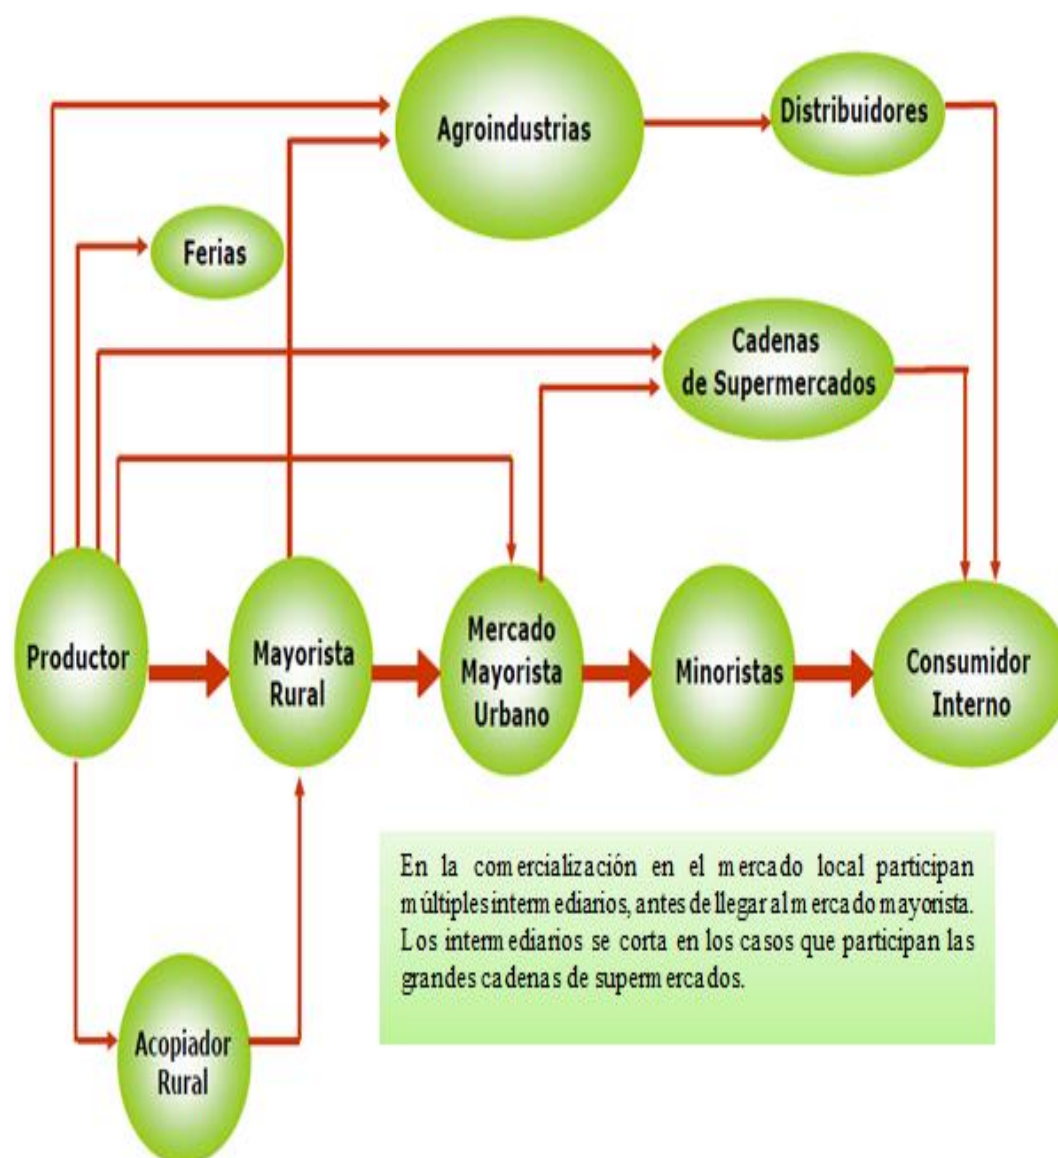 Agroindustrias
Distribuidores
Ferias
Cadenas
de Supermercados
Productor
Mayorista
Rural
Mercado
Mayorista
Urbano
Minoristas
Consumidor
Interno
En la comercialización en el mercado local participan
múltiples intermediarios, antes de llegar al mercado mayorista.
Los intermediarios se corta en los casos que participan las
grandes cadenas de supermercados.
Acopiador
Rural